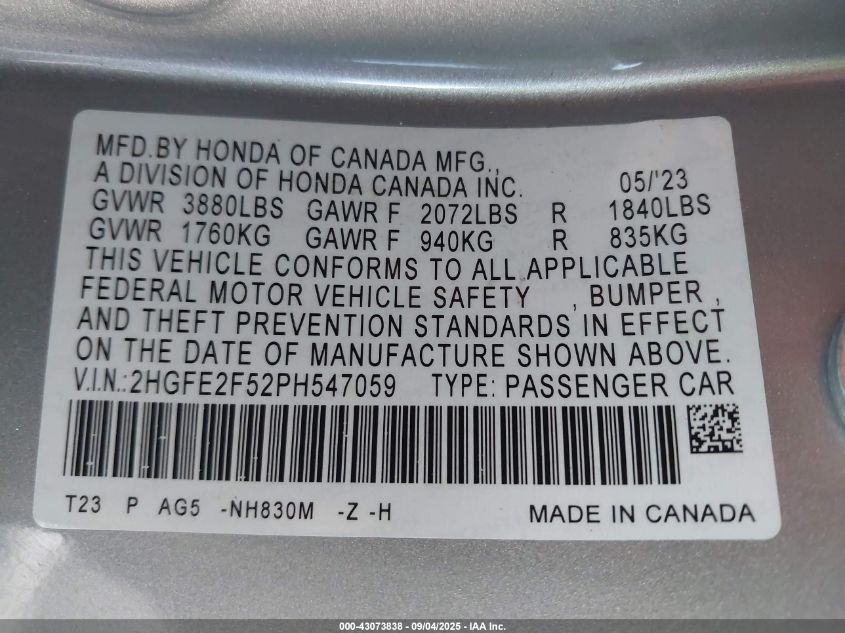 MFD.BY HONDA OF CANADA MFG.,
A DIVISION OF HONDA CANADA INC. 05/'23
GVWR 3880LBS GAWR F 2072LBS R 1840LBS
GVWR 1760KG GAWR F 940KG R 835KG
THIS VEHICLE CONFORMS TO ALL APPLICABLE
FEDERAL MOTOR VEHICLE SAFETY , BUMPER ,
AND THEFT PREVENTION STANDARDS IN EFFECT
ON THE DATE OF MANUFACTURE SHOWN ABOVE.
V.I.N.:2HGFE2F52PH547059 TYPE: PASSENGER CAR
T23 P AG5 -NH830M -Z -H MADE IN CANADA
000-43073838 - 09/04/2025 - IAA Inc.